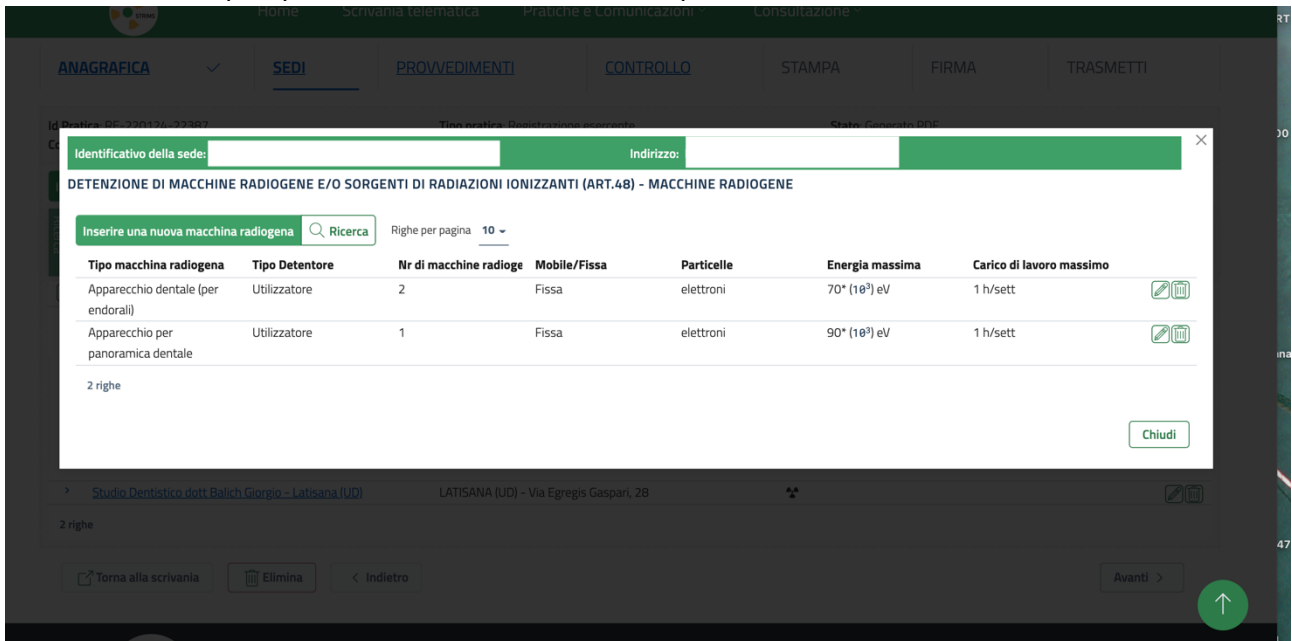 STRIMS
Home Scrivania telematica Pratiche e Comunicazioni Consultazione
ANAGRAFICA SEDI PROVVEDIMENTI CONTROLLO STAMPA FIRMA TRASMETTI
Id Pratica: RE-220124-22387 Tipo pratica: Registrazione esercente Stato: Generato PDF
Identificativo della sede: Indirizzo:
DETENZIONE DI MACCHINE RADIOGENE E/O SORGENTI DI RADIAZIONI IONIZZANTI (ART.48) - MACCHINE RADIOGENE
Inserire una nuova macchina radiogena Ricerca Righe per pagina 10
Tipo macchina radiogena Tipo Detentore Nr di macchine radioge Mobile/Fissa Particelle Energia massima Carico di lavoro massimo
Apparecchio dentale (per Utilizzatore 2 Fissa elettroni 70* (10³) eV 1 h/sett
endorali)
Apparecchio per Utilizzatore 1 Fissa elettroni 90* (10³) eV 1 h/sett
panoramica dentale
2 righe
Chiudi
Studio Dentistico dott Balich Giorgio - Latisana (UD) LATISANA (UD) - Via Egregis Gaspari, 28
2 righe
Torna alla scrivania Elimina < Indietro Avanti >